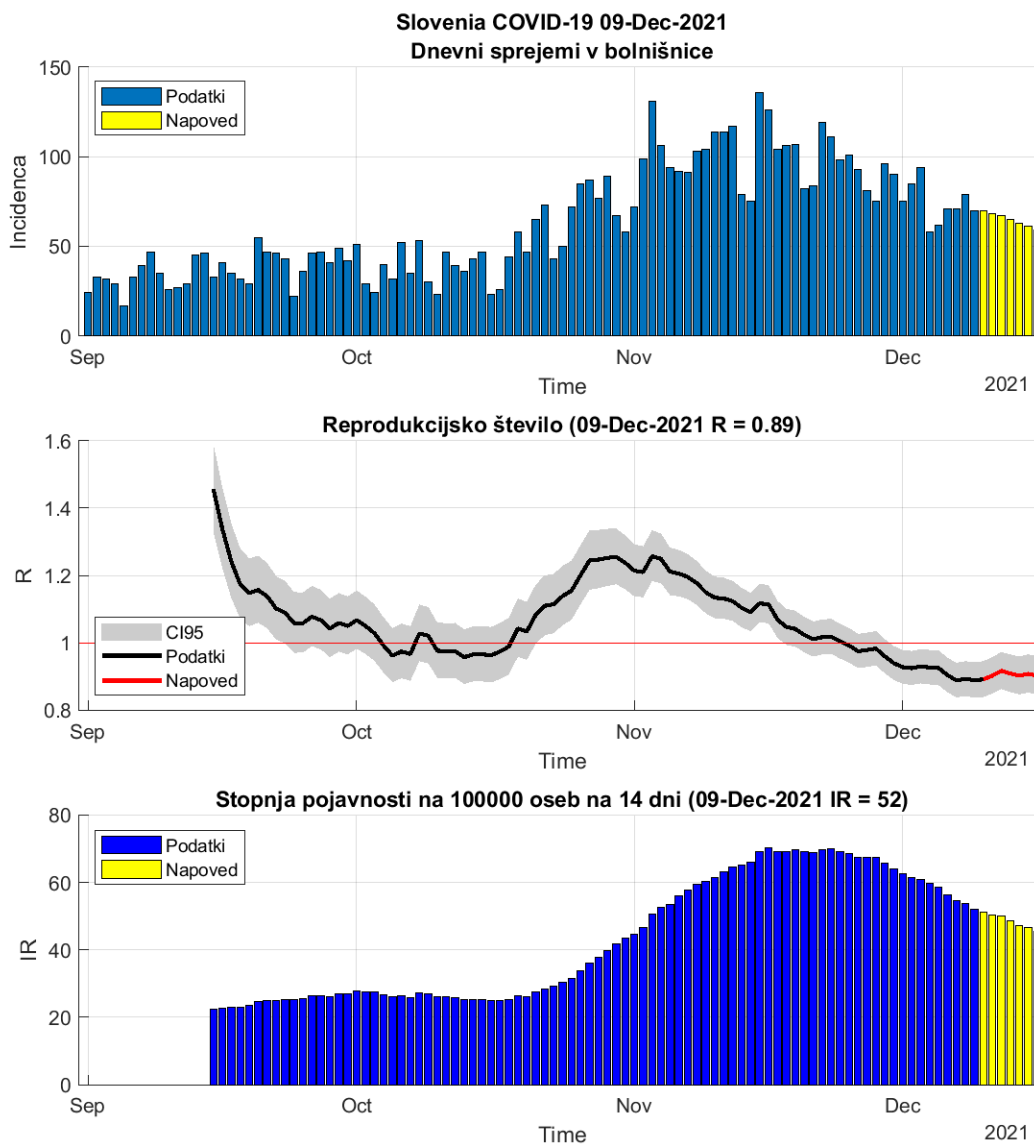 Slovenia COVID-19 09-Dec-2021
Dnevni sprejemi v bolnišnice
150
100
50
0
Incidenca
Podatki
Napoved
Sep
Oct
Nov
Dec
Time
2021
Reprodukcijsko število (09-Dec-2021 R = 0.89)
1.6
1.4
1.2
1
0.8
R
CI95
Podatki
Napoved
Sep
Oct
Nov
Dec
Time
2021
Stopnja pojavnosti na 100000 oseb na 14 dni (09-Dec-2021 IR = 52)
80
60
40
20
0
IR
Podatki
Napoved
Sep
Oct
Nov
Dec
Time
2021